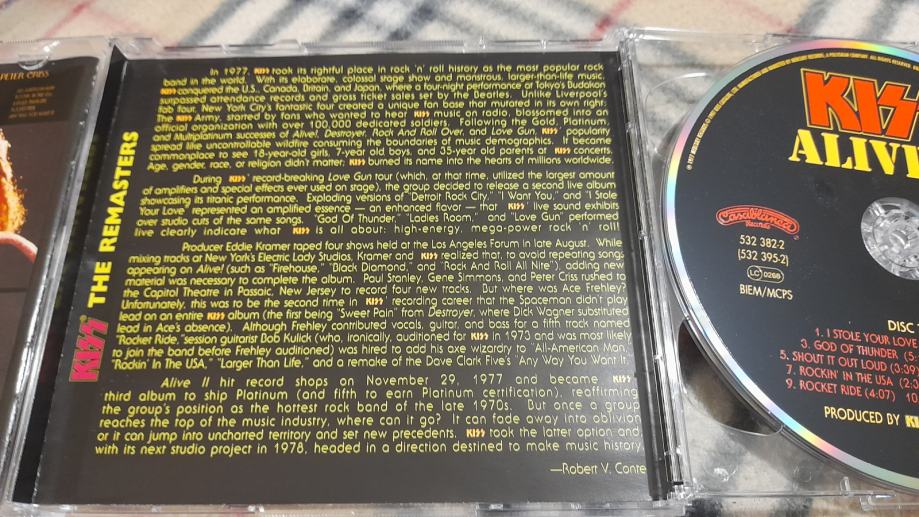 PETER CRISS
KISS THE REMASTERS
In 1977, KISS took its rightful place in rock 'n' roll history as the most popular rock
band in the world. With its elaborate, colossal stage show and monstrous, larger-than-life music,
KISS conquered the U.S., Canada, Britain, and Japan, where a four-night performance at Tokyo's Budokan
surpassed attendance records and gross ticket sales set by the Beatles. Unlike Liverpool's
fab four, New York City's fantastic four created a unique fan base that mutated in its own right:
The KISS Army, started by fans who wanted to hear KISS music on radio, blossomed into an
official organization with over 100,000 dedicated soldiers. Following the Gold, Platinum,
and Multiplatinum successes of Alive!, Destroyer, Rock And Roll Over, and Love Gun, KISS' popularity
spread like uncontrollable wildfire consuming the boundaries of music demographics. It became
commonplace to see 18-year-old girls, 7-year-old boys, and 35-year-old parents at KISS concerts.
Age, gender, race, or religion didn't matter; KISS burned its name into the hearts of millions worldwide.
During KISS' record-breaking Love Gun tour (which, at that time, utilized the largest amount
of amplifiers and special effects ever used on stage), the group decided to release a second live album
showcasing its titanic performance. Exploding versions of "Detroit Rock City," "I Want You," and "I Stole
Your Love" represented an amplified essence — an enhanced flavor — that KISS' live sound exhibits
over studio cuts of the same songs. "God Of Thunder," "Ladies Room," and "Love Gun" performed
live clearly indicate what KISS is all about: high-energy, mega-power rock 'n' roll!
Producer Eddie Kramer taped four shows held at the Los Angeles Forum in late August. While
mixing tracks at New York's Electric Lady Studios, Kramer and KISS realized that, to avoid repeating songs
appearing on Alive! (such as "Firehouse," "Black Diamond," and "Rock And Roll All Nite"), adding new
material was necessary to complete the album. Paul Stanley, Gene Simmons, and Peter Criss rushed to
the Capitol Theatre in Passaic, New Jersey to record four new tracks. But where was Ace Frehley?
Unfortunately, this was to be the second time in KISS' recording career that the Spaceman didn't play
lead on an entire KISS album (the first being "Sweet Pain" from Destroyer, where Dick Wagner substituted
lead in Ace's absence). Although Frehley contributed vocals, guitar, and bass for a fifth track named
"Rocket Ride," session guitarist Bob Kulick (who, ironically, auditioned for KISS in 1973 and was most likely
to join the band before Frehley auditioned) was hired to add his axe wizardry to "All-American Man,"
"Rockin' In The USA," "Larger Than Life," and a remake of the Dave Clark Five's "Any Way You Want It."
Alive II hit record shops on November 29, 1977 and became KISS'
third album to ship Platinum (and fifth to earn Platinum certification), reaffirming
the group's position as the hottest rock band of the late 1970s. But once a group
reaches the top of the music industry, where can it go? It can fade away into oblivion
or it can jump into uncharted territory and set new precedents. KISS took the latter option and,
with its next studio project in 1978, headed in a direction destined to make music history.
—Robert V. Conte
KISS
ALIVE
Casablanca
Records
532 382-2
(532 395-2)
LC 0268
BIEM/MCPS
DISC
1. I STOLE YOUR LOVE
3. GOD OF THUNDER (5
5. SHOUT IT OUT LOUD (3:39)
7. ROCKIN' IN THE USA (2:
9. ROCKET RIDE (4:07) 10
PRODUCED BY